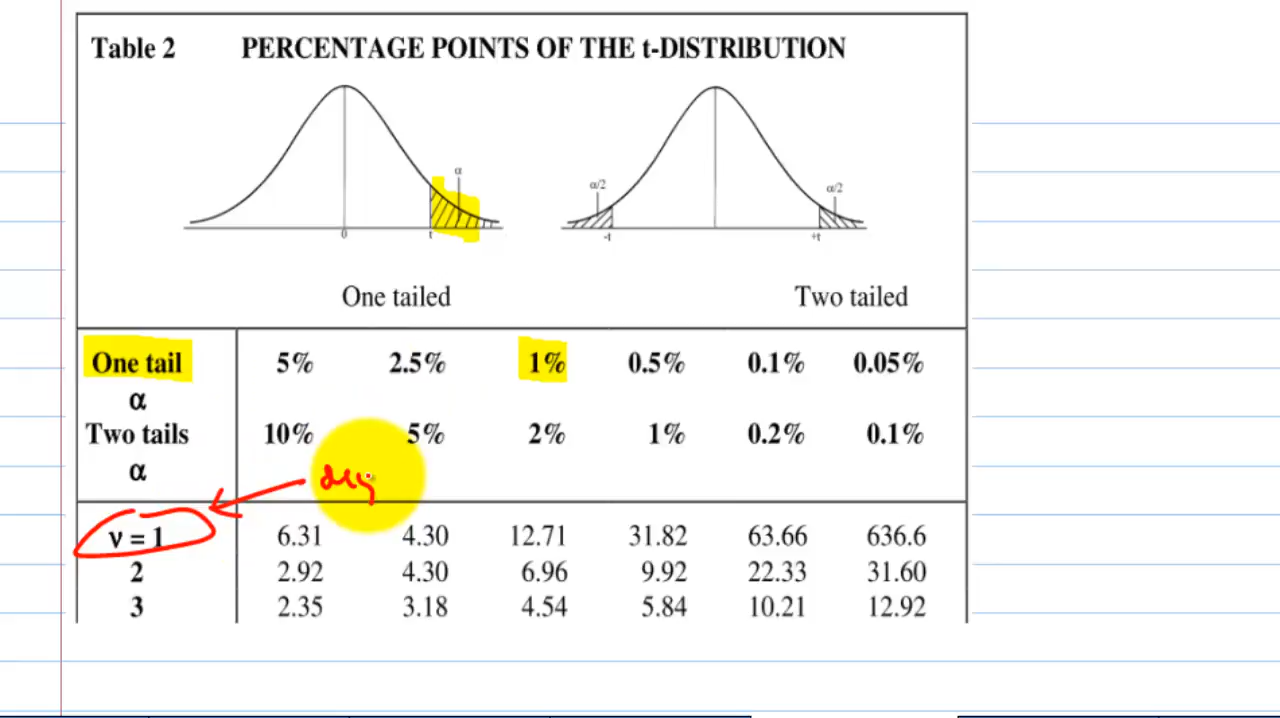 Table 2 PERCENTAGE POINTS OF THE t-DISTRIBUTION
α α/2 α/2
0 t -t +t
One tailed Two tailed
One tail 5% 2.5% 1% 0.5% 0.1% 0.05%
α
Two tails 10% 5% 2% 1% 0.2% 0.1%
α
deg
ν = 1 6.31 4.30 12.71 31.82 63.66 636.6
2 2.92 4.30 6.96 9.92 22.33 31.60
3 2.35 3.18 4.54 5.84 10.21 12.92